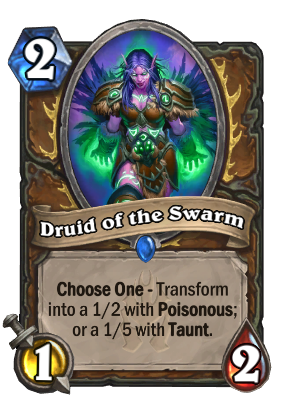 2
Druid of the Swarm
Choose One - Transform
into a 1/2 with Poisonous;
or a 1/5 with Taunt.
1
2